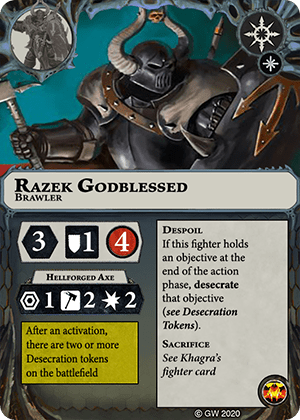 RAZEK GODBLESSED
BRAWLER
3 1 4
HELLFORGED AXE
1 2 2
After an activation,
there are two or more
Desecration tokens
on the battlefield
DESPOIL
If this fighter holds
an objective at the
end of the action
phase, desecrate
that objective
(see Desecration
Tokens).
SACRIFICE
See Khagra's
fighter card
© GW 2020